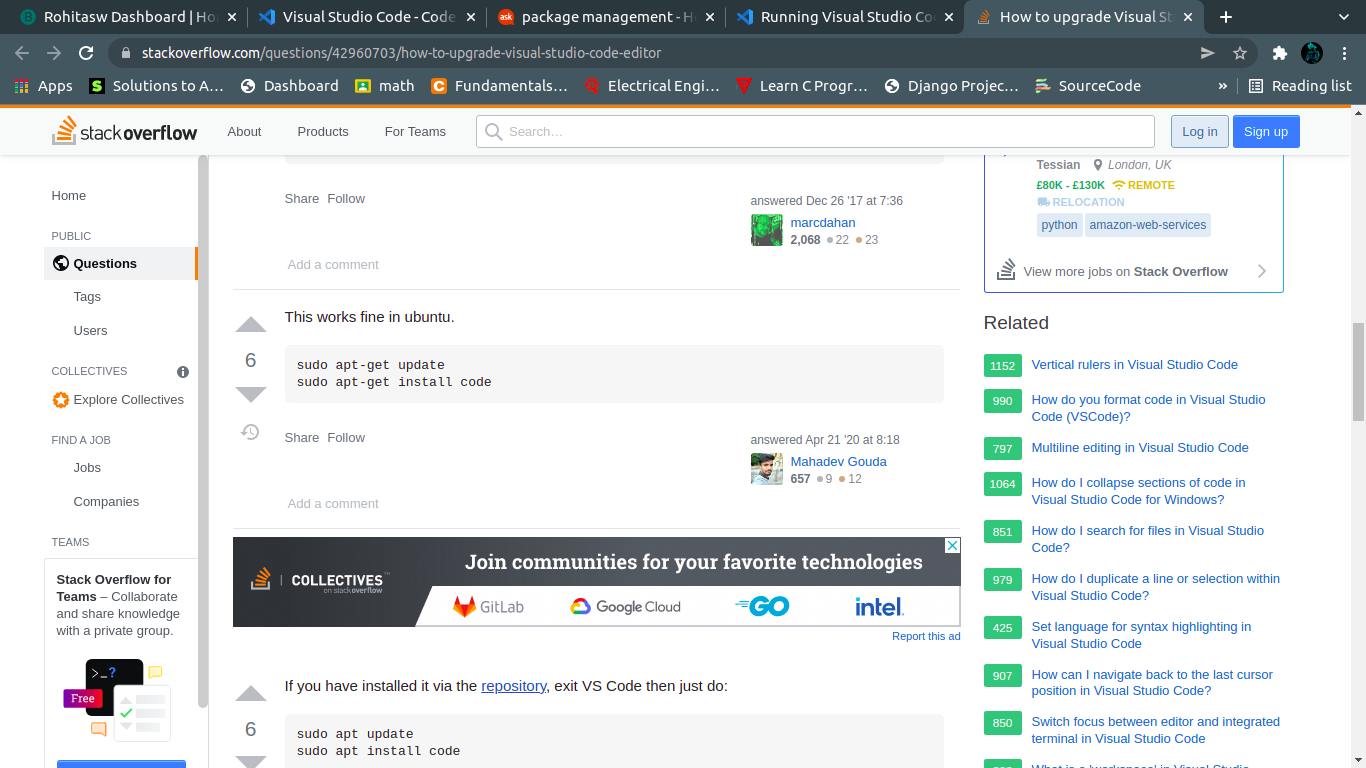 Rohitasw Dashboard | Ho
Visual Studio Code - Code
ask
package management - H
Running Visual Studio Co
How to upgrade Visual St
stackoverflow.com/questions/42960703/how-to-upgrade-visual-studio-code-editor
Apps
Solutions to A…
Dashboard
math
Fundamentals…
Electrical Engi…
Learn C Progr…
Django Projec…
SourceCode
»
Reading list
stackoverflow
About
Products
For Teams
Search…
Log in
Sign up
Home
PUBLIC
Questions
Tags
Users
COLLECTIVES
Explore Collectives
FIND A JOB
Jobs
Companies
TEAMS
Stack Overflow for
Teams – Collaborate
and share knowledge
with a private group.
>_?
Free
Share Follow
answered Dec 26 '17 at 7:36
marcdahan
2,068 22 23
Add a comment
This works fine in ubuntu.
6
sudo apt-get update
sudo apt-get install code
Share Follow
answered Apr 21 '20 at 8:18
Mahadev Gouda
657 9 12
Add a comment
COLLECTIVES™
on stackoverflow
Join communities for your favorite technologies
GitLab
Google Cloud
GO
intel.
Report this ad
If you have installed it via the repository, exit VS Code then just do:
6
sudo apt update
sudo apt install code
Tessian London, UK
£80K - £130K REMOTE
RELOCATION
python amazon-web-services
View more jobs on Stack Overflow
Related
1152 Vertical rulers in Visual Studio Code
990 How do you format code in Visual Studio
Code (VSCode)?
797 Multiline editing in Visual Studio Code
1064 How do I collapse sections of code in
Visual Studio Code for Windows?
851 How do I search for files in Visual Studio
Code?
979 How do I duplicate a line or selection within
Visual Studio Code?
425 Set language for syntax highlighting in
Visual Studio Code
907 How can I navigate back to the last cursor
position in Visual Studio Code?
850 Switch focus between editor and integrated
terminal in Visual Studio Code
What is a 'workspace' in Visual Studio